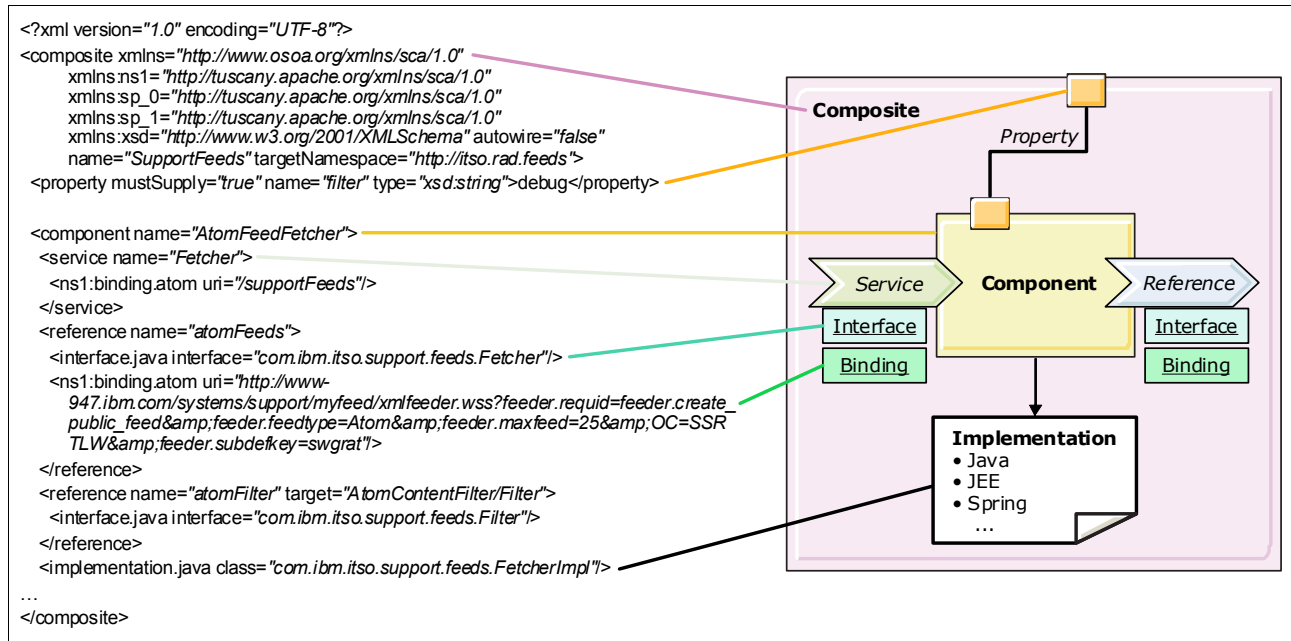 <?xml version="1.0" encoding="UTF-8"?>
<composite xmlns="http://www.osoa.org/xmlns/sca/1.0"
xmlns:ns1="http://tuscany.apache.org/xmlns/sca/1.0"
xmlns:sp_0="http://tuscany.apache.org/xmlns/sca/1.0"
xmlns:sp_1="http://tuscany.apache.org/xmlns/sca/1.0"
xmlns:xsd="http://www.w3.org/2001/XMLSchema" autowire="false"
name="SupportFeeds" targetNamespace="http://itso.rad.feeds">
<property mustSupply="true" name="filter" type="xsd:string">debug</property>
<component name="AtomFeedFetcher">
<service name="Fetcher">
<ns1:binding.atom uri="/supportFeeds"/>
</service>
<reference name="atomFeeds">
<interface.java interface="com.ibm.itso.support.feeds.Fetcher"/>
<ns1:binding.atom uri="http://www-
947.ibm.com/systems/support/myfeed/xmlfeeder.wss?feeder.requid=feeder.create_
public_feed&amp;feeder.feedtype=Atom&amp;feeder.maxfeed=25&amp;OC=SSR
TLW&amp;feeder.subdefkey=swgrat"/>
</reference>
<reference name="atomFilter" target="AtomContentFilter/Filter">
<interface.java interface="com.ibm.itso.support.feeds.Filter"/>
</reference>
<implementation.java class="com.ibm.itso.support.feeds.FetcherImpl"/>
…
</composite>
Composite
Property
Service
Component
Reference
Interface
Interface
Binding
Binding
Implementation
• Java
• JEE
• Spring
…